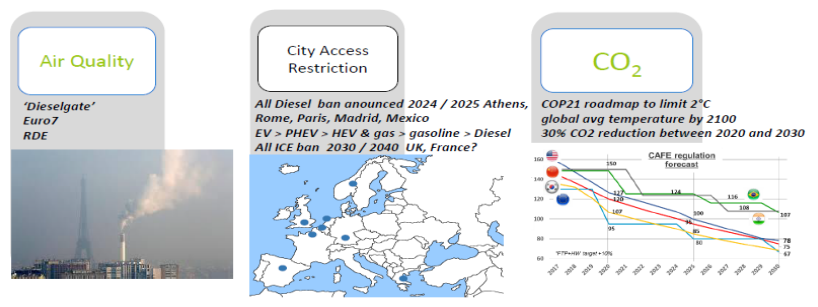 Air Quality
'Dieselgate'
Euro7
RDE
City Access
Restriction
All Diesel ban anounced 2024 / 2025 Athens,
Rome, Paris, Madrid, Mexico
EV > PHEV > HEV & gas > gasoline > Diesel
All ICE ban 2030 / 2040 UK, France?
CO2
COP21 roadmap to limit 2°C
global avg temperature by 2100
30% CO2 reduction between 2020 and 2030
CAFE regulation
forecast
160
140
120
100
80
60
150
127
120
107
95
124
100
95
85
80
116
108
107
78
75
67
2017
2018
2019
2020
2021
2022
2023
2024
2025
2026
2027
2028
2029
2030